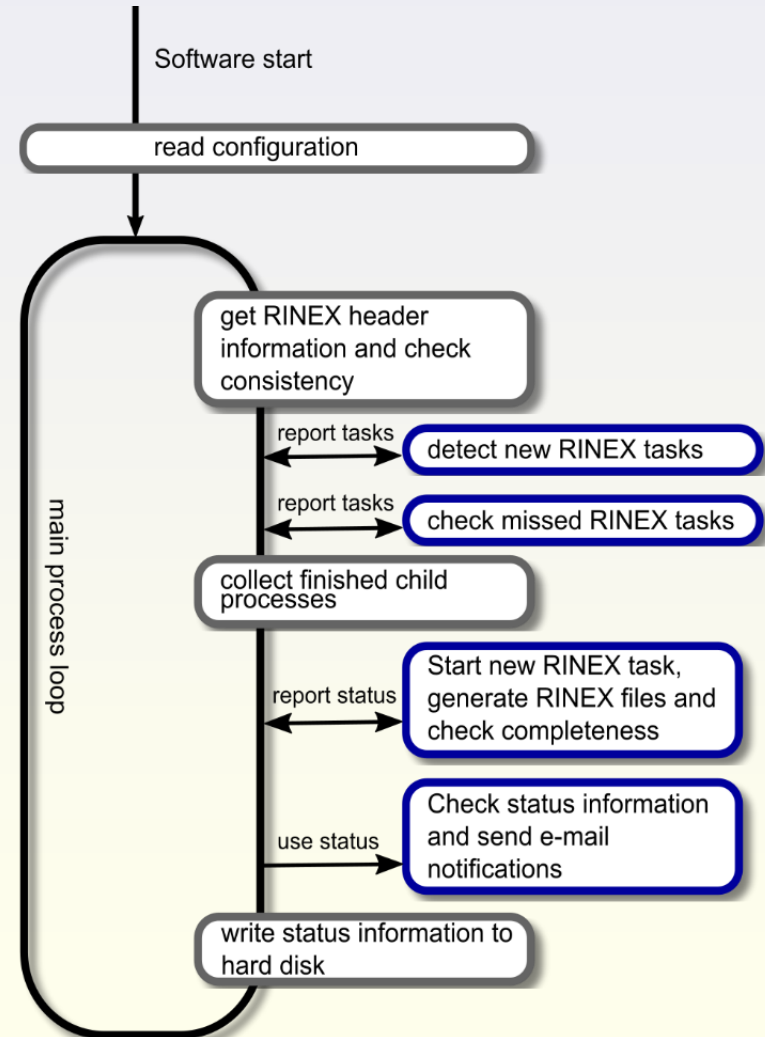 Software start
read configuration
get RINEX header
information and check
consistency
report tasks
detect new RINEX tasks
report tasks
check missed RINEX tasks
main process loop
collect finished child
processes
Start new RINEX task,
generate RINEX files and
check completeness
report status
Check status information
and send e-mail
notifications
use status
write status information to
hard disk